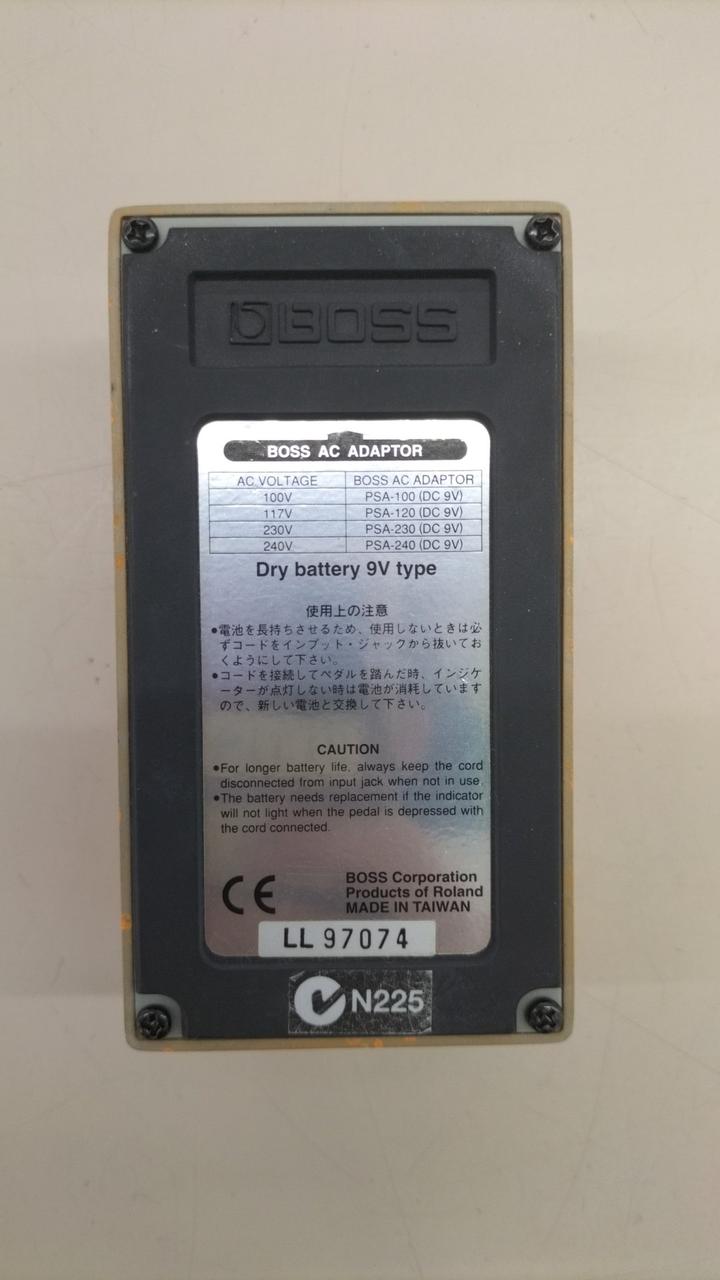 BOSS
BOSS AC ADAPTOR
AC VOLTAGE BOSS AC ADAPTOR
100V PSA-100 (DC 9V)
117V PSA-120 (DC 9V)
230V PSA-230 (DC 9V)
240V PSA-240 (DC 9V)
Dry battery 9V type
使用上の注意
●電池を長持ちさせるため、使用しないときは必
ずコードをインプット・ジャックから抜いてお
くようにして下さい。
●コードを接続してペダルを踏んだ時、インジケ
ーターが点灯しない時は電池が消耗しています
ので、新しい電池と交換して下さい。
CAUTION
●For longer battery life, always keep the cord
disconnected from input jack when not in use.
●The battery needs replacement if the indicator
will not light when the pedal is depressed with
the cord connected.
CE
BOSS Corporation
Products of Roland
MADE IN TAIWAN
LL 97074
N225